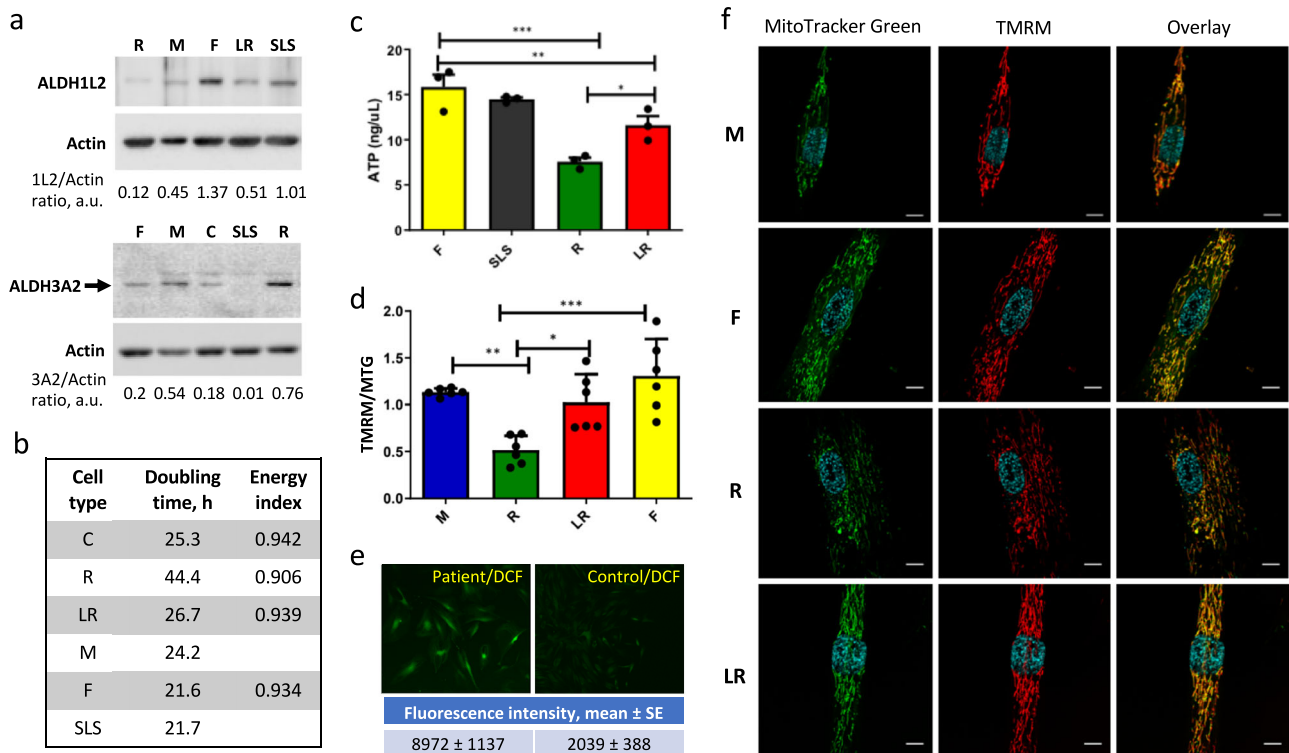 a
R M F LR SLS
ALDH1L2
Actin
1L2/Actin
ratio, a.u.
0.12 0.45 1.37 0.51 1.01
F M C SLS R
ALDH3A2
Actin
3A2/Actin
ratio, a.u.
0.2 0.54 0.18 0.01 0.76
b
Cell type Doubling time, h Energy index
C 25.3 0.942
R 44.4 0.906
LR 26.7 0.939
M 24.2
F 21.6 0.934
SLS 21.7
c
***
**
*
ATP (ng/uL)
20
15
10
5
0
F SLS R LR
d
***
**
*
TMRM/MTG
2.0
1.5
1.0
0.5
0.0
M R LR F
e
Patient/DCF Control/DCF
Fluorescence intensity, mean ± SE
8972 ± 1137 2039 ± 388
f
MitoTracker Green TMRM Overlay
M
F
R
LR